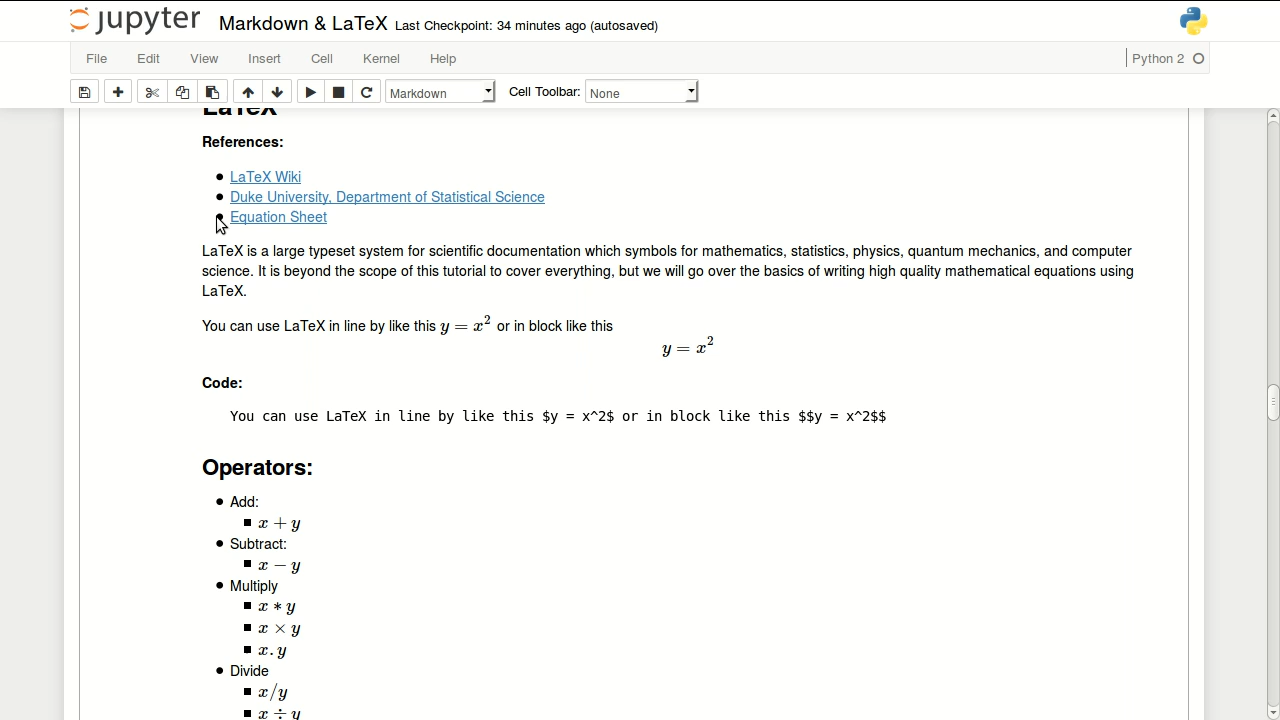 jupyter Markdown & LaTeX Last Checkpoint: 34 minutes ago (autosaved)
File Edit View Insert Cell Kernel Help Python 2
Markdown Cell Toolbar: None
LaTeX
References:
LaTeX Wiki
Duke University, Department of Statistical Science
Equation Sheet
LaTeX is a large typeset system for scientific documentation which symbols for mathematics, statistics, physics, quantum mechanics, and computer
science. It is beyond the scope of this tutorial to cover everything, but we will go over the basics of writing high quality mathematical equations using
LaTeX.
You can use LaTeX in line by like this y = x² or in block like this
y = x²
Code:
You can use LaTeX in line by like this $y = x^2$ or in block like this $$y = x^2$$
Operators:
Add:
x + y
Subtract:
x − y
Multiply
x ∗ y
x × y
x. y
Divide
x/y
x ÷ y